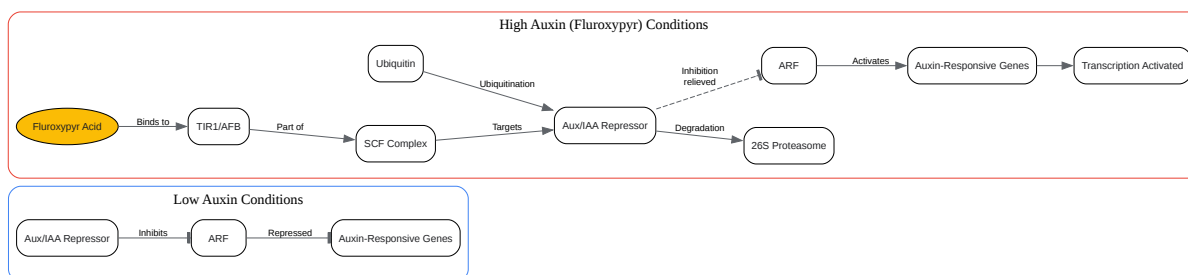 High Auxin (Fluroxypyr) Conditions
Fluroxypyr Acid
Binds to
TIR1/AFB
Part of
SCF Complex
Targets
Ubiquitin
Ubiquitination
Aux/IAA Repressor
Inhibition
relieved
Degradation
26S Proteasome
ARF
Activates
Auxin-Responsive Genes
Transcription Activated
Low Auxin Conditions
Aux/IAA Repressor
Inhibits
ARF
Repressed
Auxin-Responsive Genes